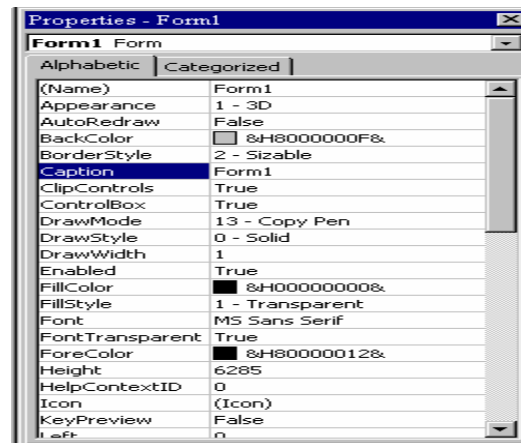 Properties - Form1
Form1 Form
Alphabetic Categorized
(Name) Form1
Appearance 1 - 3D
AutoRedraw False
BackColor &H8000000F&
BorderStyle 2 - Sizable
Caption Form1
ClipControls True
ControlBox True
DrawMode 13 - Copy Pen
DrawStyle 0 - Solid
DrawWidth 1
Enabled True
FillColor &H00000000&
FillStyle 1 - Transparent
Font MS Sans Serif
FontTransparent True
ForeColor &H80000012&
Height 6285
HelpContextID 0
Icon (Icon)
KeyPreview False
Left 0